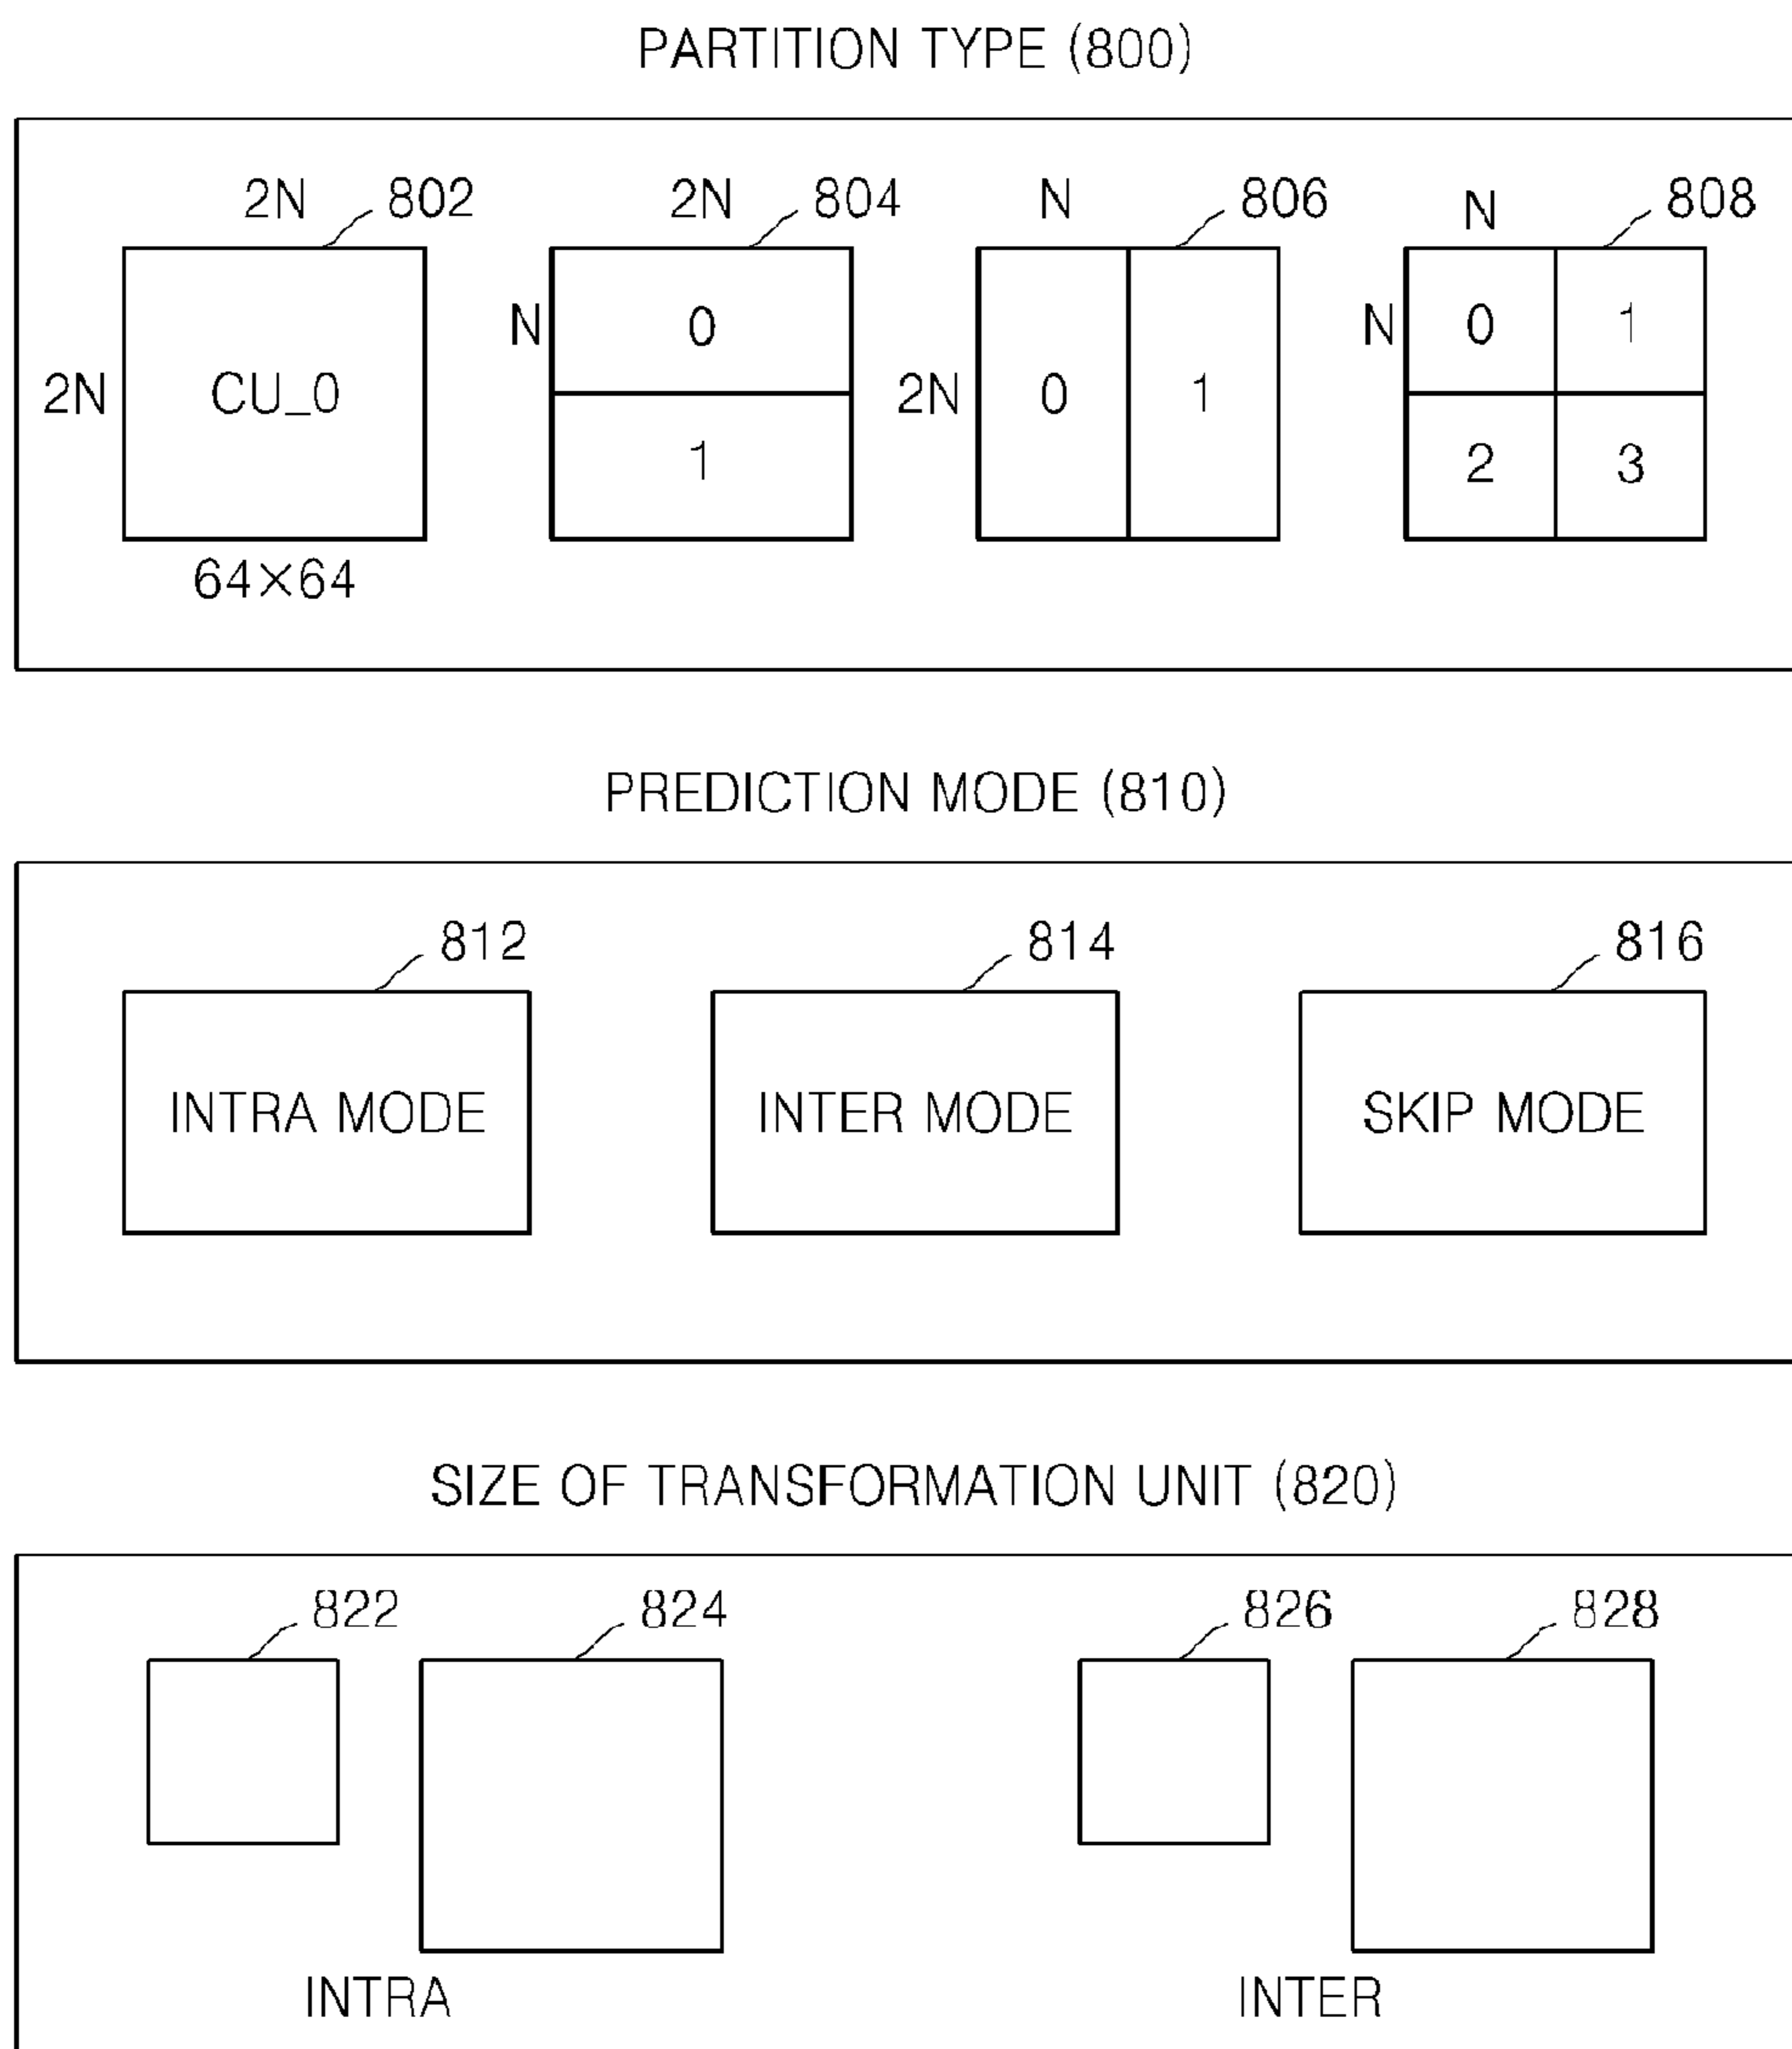 PARTITION TYPE (800)
2N 802 2N 804 N 806 N 808
N 0 N 0 1
2N CU_0 2N 0 1
1 2 3
64×64
PREDICTION MODE (810)
812 814 816
INTRA MODE INTER MODE SKIP MODE
SIZE OF TRANSFORMATION UNIT (820)
822 824 826 828
INTRA INTER